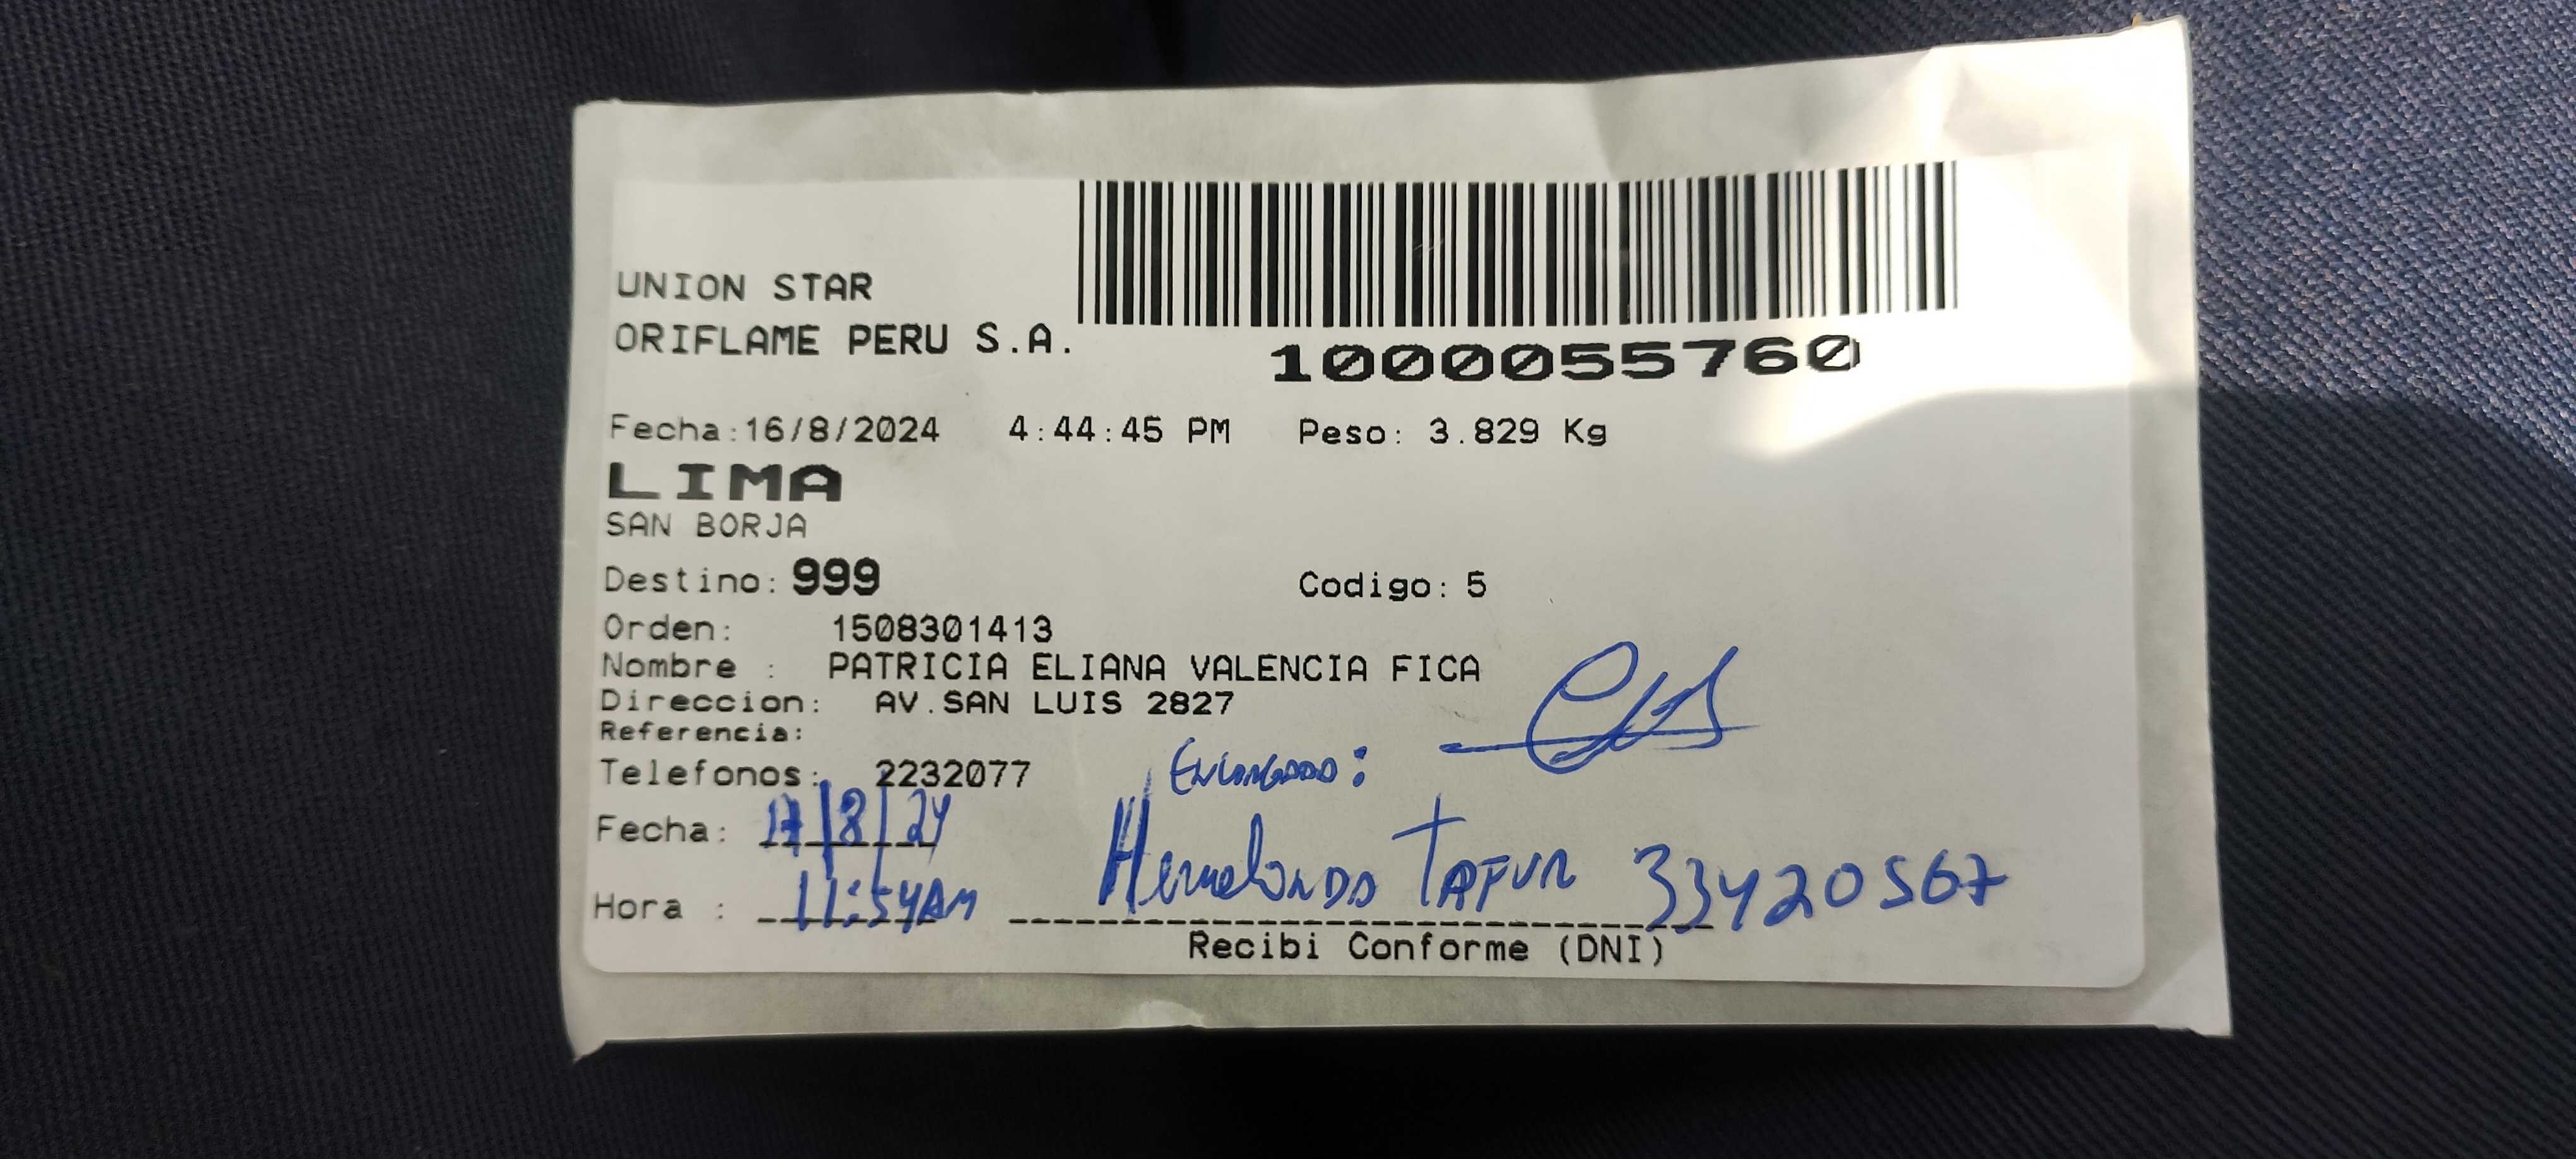 UNION STAR
ORIFLAME PERU S.A.
1000055760
Fecha:16/8/2024 4:44:45 PM Peso: 3.829 Kg
LIMA
SAN BORJA
Destino: 999 Codigo: 5
Orden: 1508301413
Nombre : PATRICIA ELIANA VALENCIA FICA
Direccion: AV.SAN LUIS 2827
Referencia:
Telefonos: 2232077
Encargado:
Fecha: 17/8/24
Hora : 11:54AM TAFUR 33420567
Recibi Conforme (DNI)